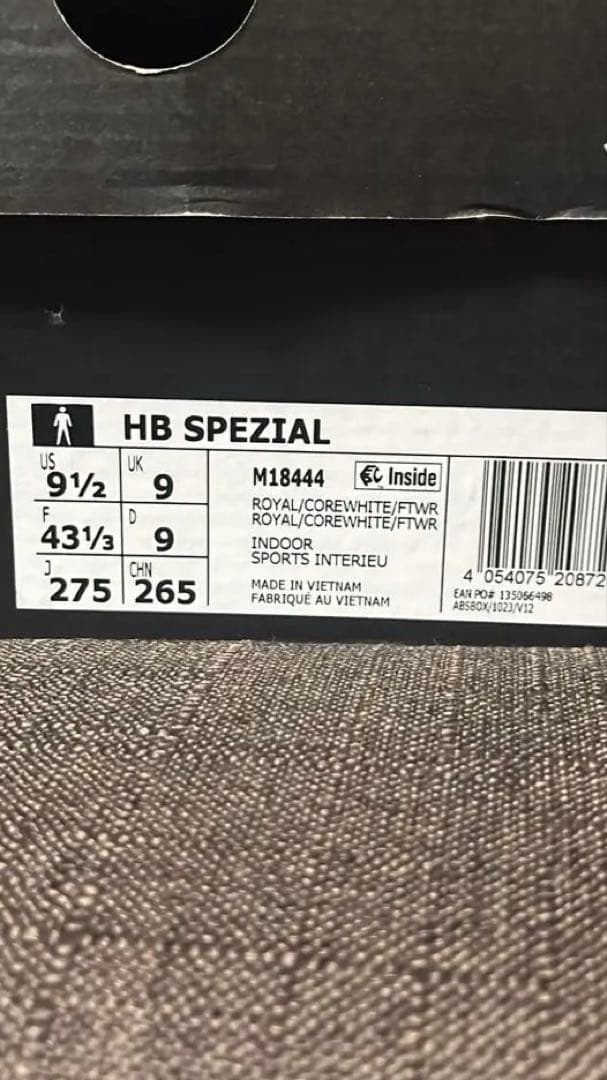 HB SPEZIAL
US 9½ UK 9
F 43⅓ D 9
J 275 CHN 265
M18444 Inside
ROYAL/COREWHITE/FTWR
ROYAL/COREWHITE/FTWR
INDOOR
SPORTS INTERIEU
MADE IN VIETNAM
FABRIQUÉ AU VIETNAM
4 054075 20872
EAN PO# 135066498
ABSBOX/1023/V12